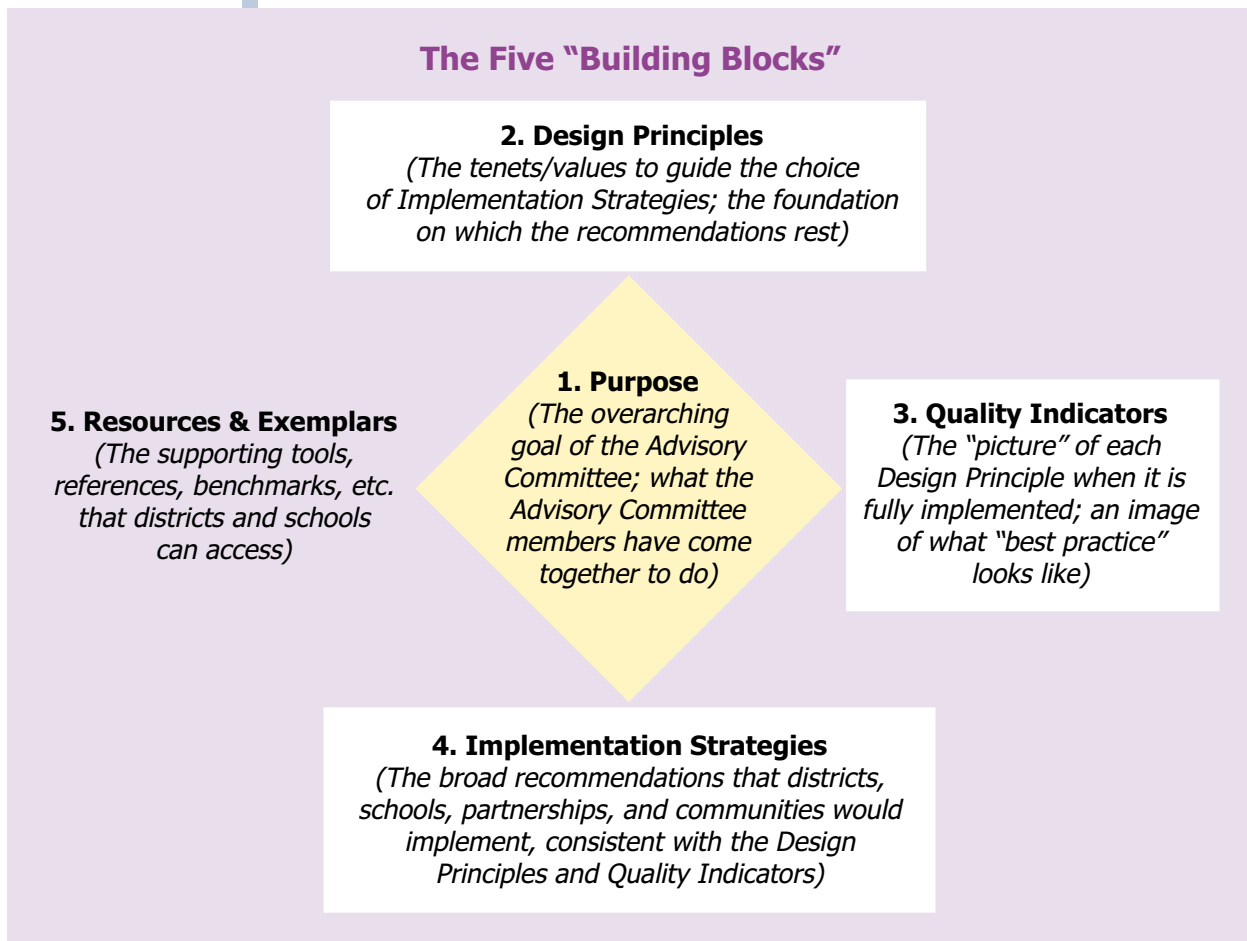 The Five “Building Blocks”
2. Design Principles
(The tenets/values to guide the choice
of Implementation Strategies; the foundation
on which the recommendations rest)
1. Purpose
(The overarching
goal of the Advisory
Committee; what the
Advisory Committee
members have come
together to do)
3. Quality Indicators
(The “picture” of each
Design Principle when it is
fully implemented; an image
of what “best practice”
looks like)
4. Implementation Strategies
(The broad recommendations that districts,
schools, partnerships, and communities would
implement, consistent with the Design
Principles and Quality Indicators)
5. Resources & Exemplars
(The supporting tools,
references, benchmarks, etc.
that districts and schools
can access)